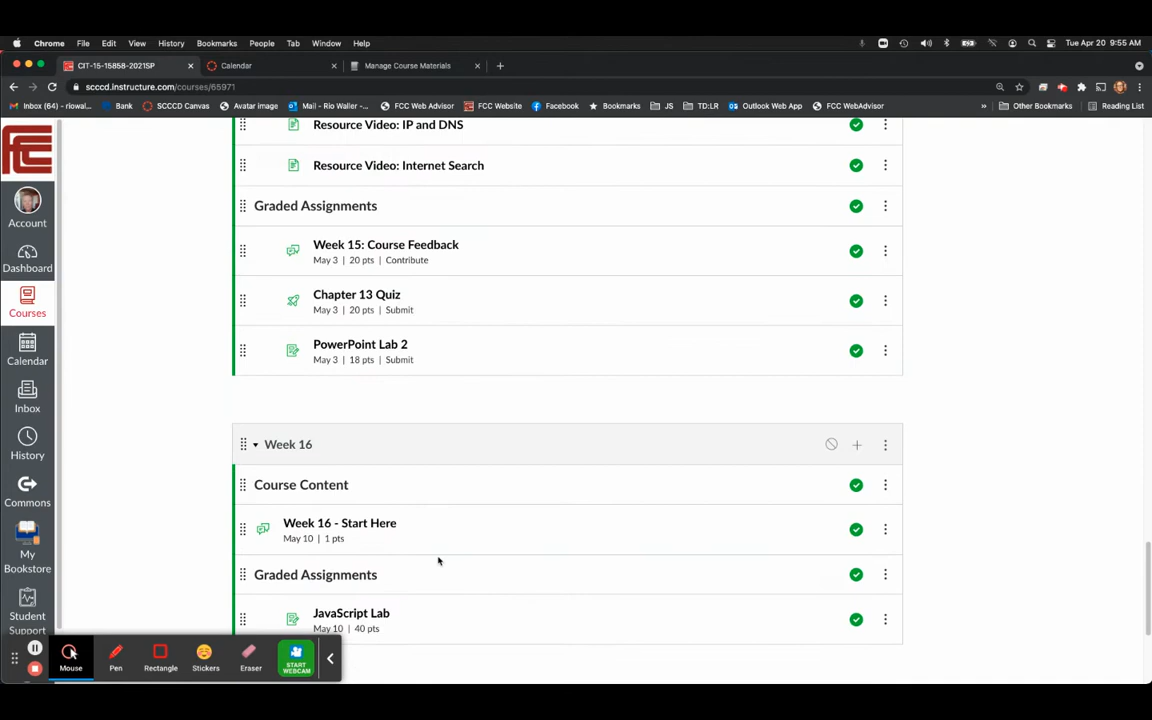 Chrome File Edit View History Bookmarks People Tab Window Help Tue Apr 20 9:55 AM
CIT-15-15858-2021SP Calendar Manage Course Materials
scccd.instructure.com/courses/65971
Inbox (64) - riowal... Bank SCCCD Canvas Avatar image Mail - Rio Waller -... FCC Web Advisor FCC Website Facebook Bookmarks JS TD:LR Outlook Web App FCC WebAdvisor » Other Bookmarks Reading List
Resource Video: IP and DNS
Resource Video: Internet Search
Graded Assignments
Week 15: Course Feedback
May 3 | 20 pts | Contribute
Chapter 13 Quiz
May 3 | 20 pts | Submit
PowerPoint Lab 2
May 3 | 18 pts | Submit
Week 16
Course Content
Week 16 - Start Here
May 10 | 1 pts
Graded Assignments
JavaScript Lab
May 10 | 40 pts
Account
Dashboard
Courses
Calendar
Inbox
History
Commons
My
Bookstore
Student
Support
Mouse Pen Rectangle Stickers Eraser START
WEBCAM